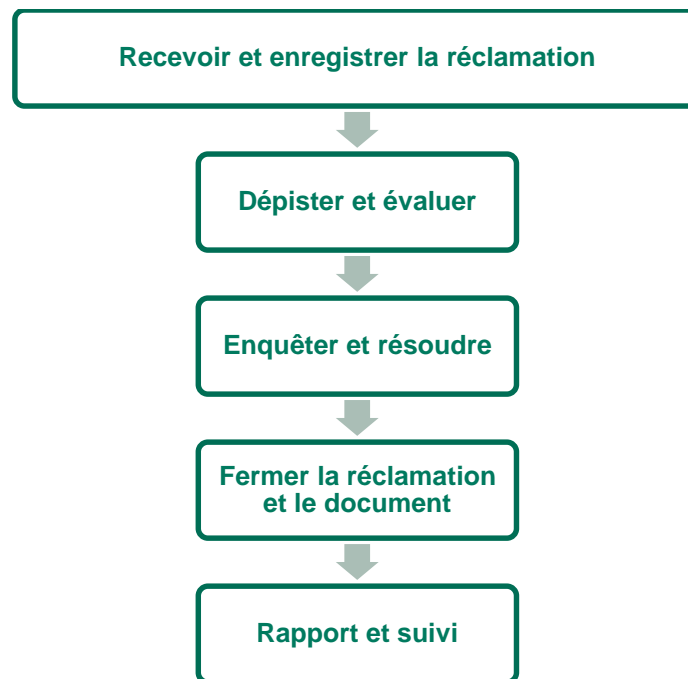 Recevoir et enregistrer la réclamation
Dépister et évaluer
Enquêter et résoudre
Fermer la réclamation
et le document
Rapport et suivi